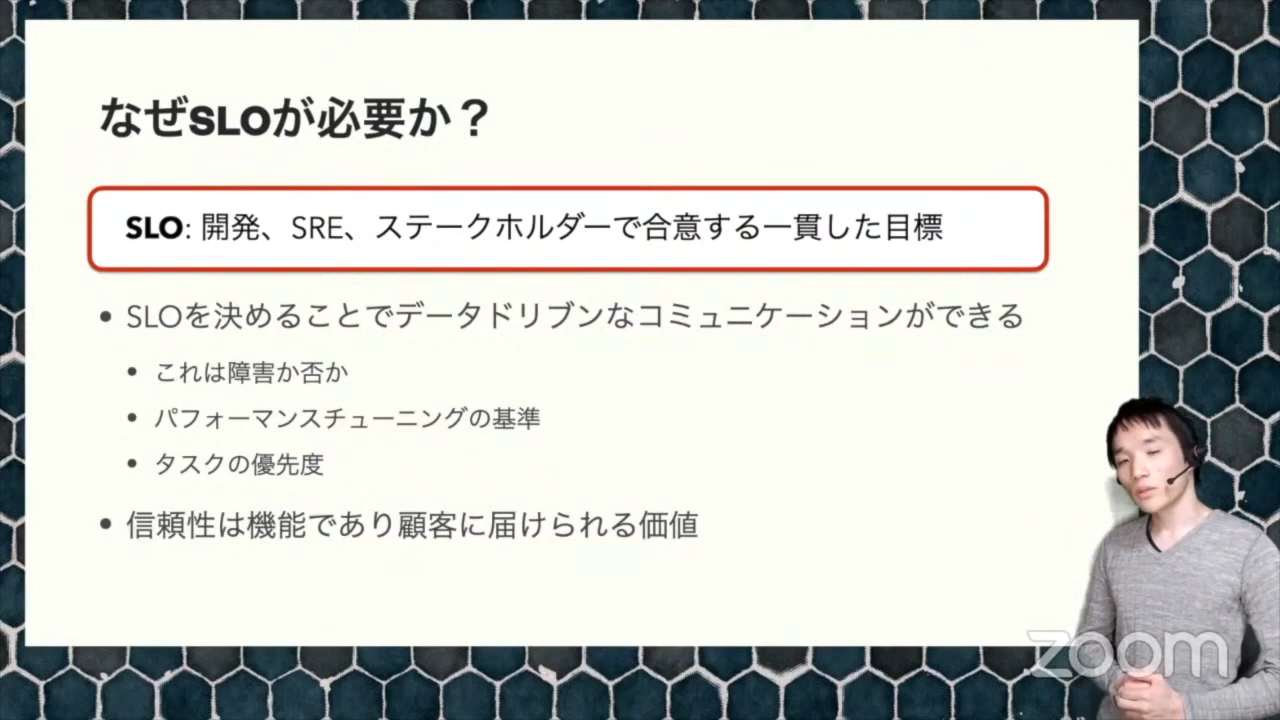 なぜSLOが必要か？
SLO: 開発、SRE、ステークホルダーで合意する一貫した目標
• SLOを決めることでデータドリブンなコミュニケーションができる
• これは障害か否か
• パフォーマンスチューニングの基準
• タスクの優先度
• 信頼性は機能であり顧客に届けられる価値
zoom